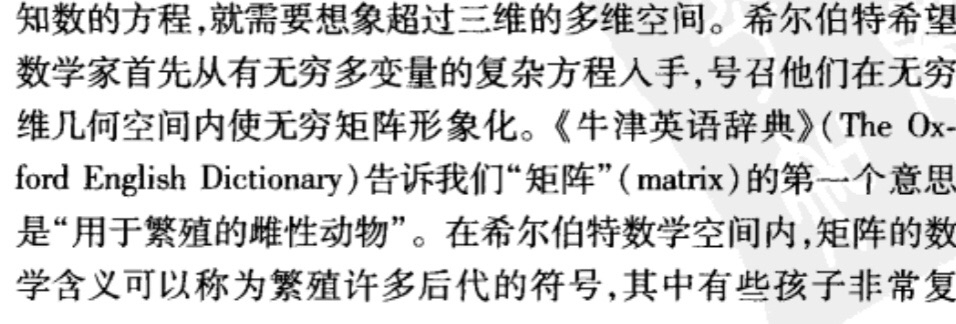 知数的方程,就需要想象超过三维的多维空间。希尔伯特希望
数学家首先从有无穷多变量的复杂方程入手,号召他们在无穷
维几何空间内使无穷矩阵形象化。《牛津英语辞典》(The Ox-
ford English Dictionary)告诉我们“矩阵”(matrix)的第一个意思
是“用于繁殖的雌性动物”。在希尔伯特数学空间内,矩阵的数
学含义可以称为繁殖许多后代的符号,其中有些孩子非常复